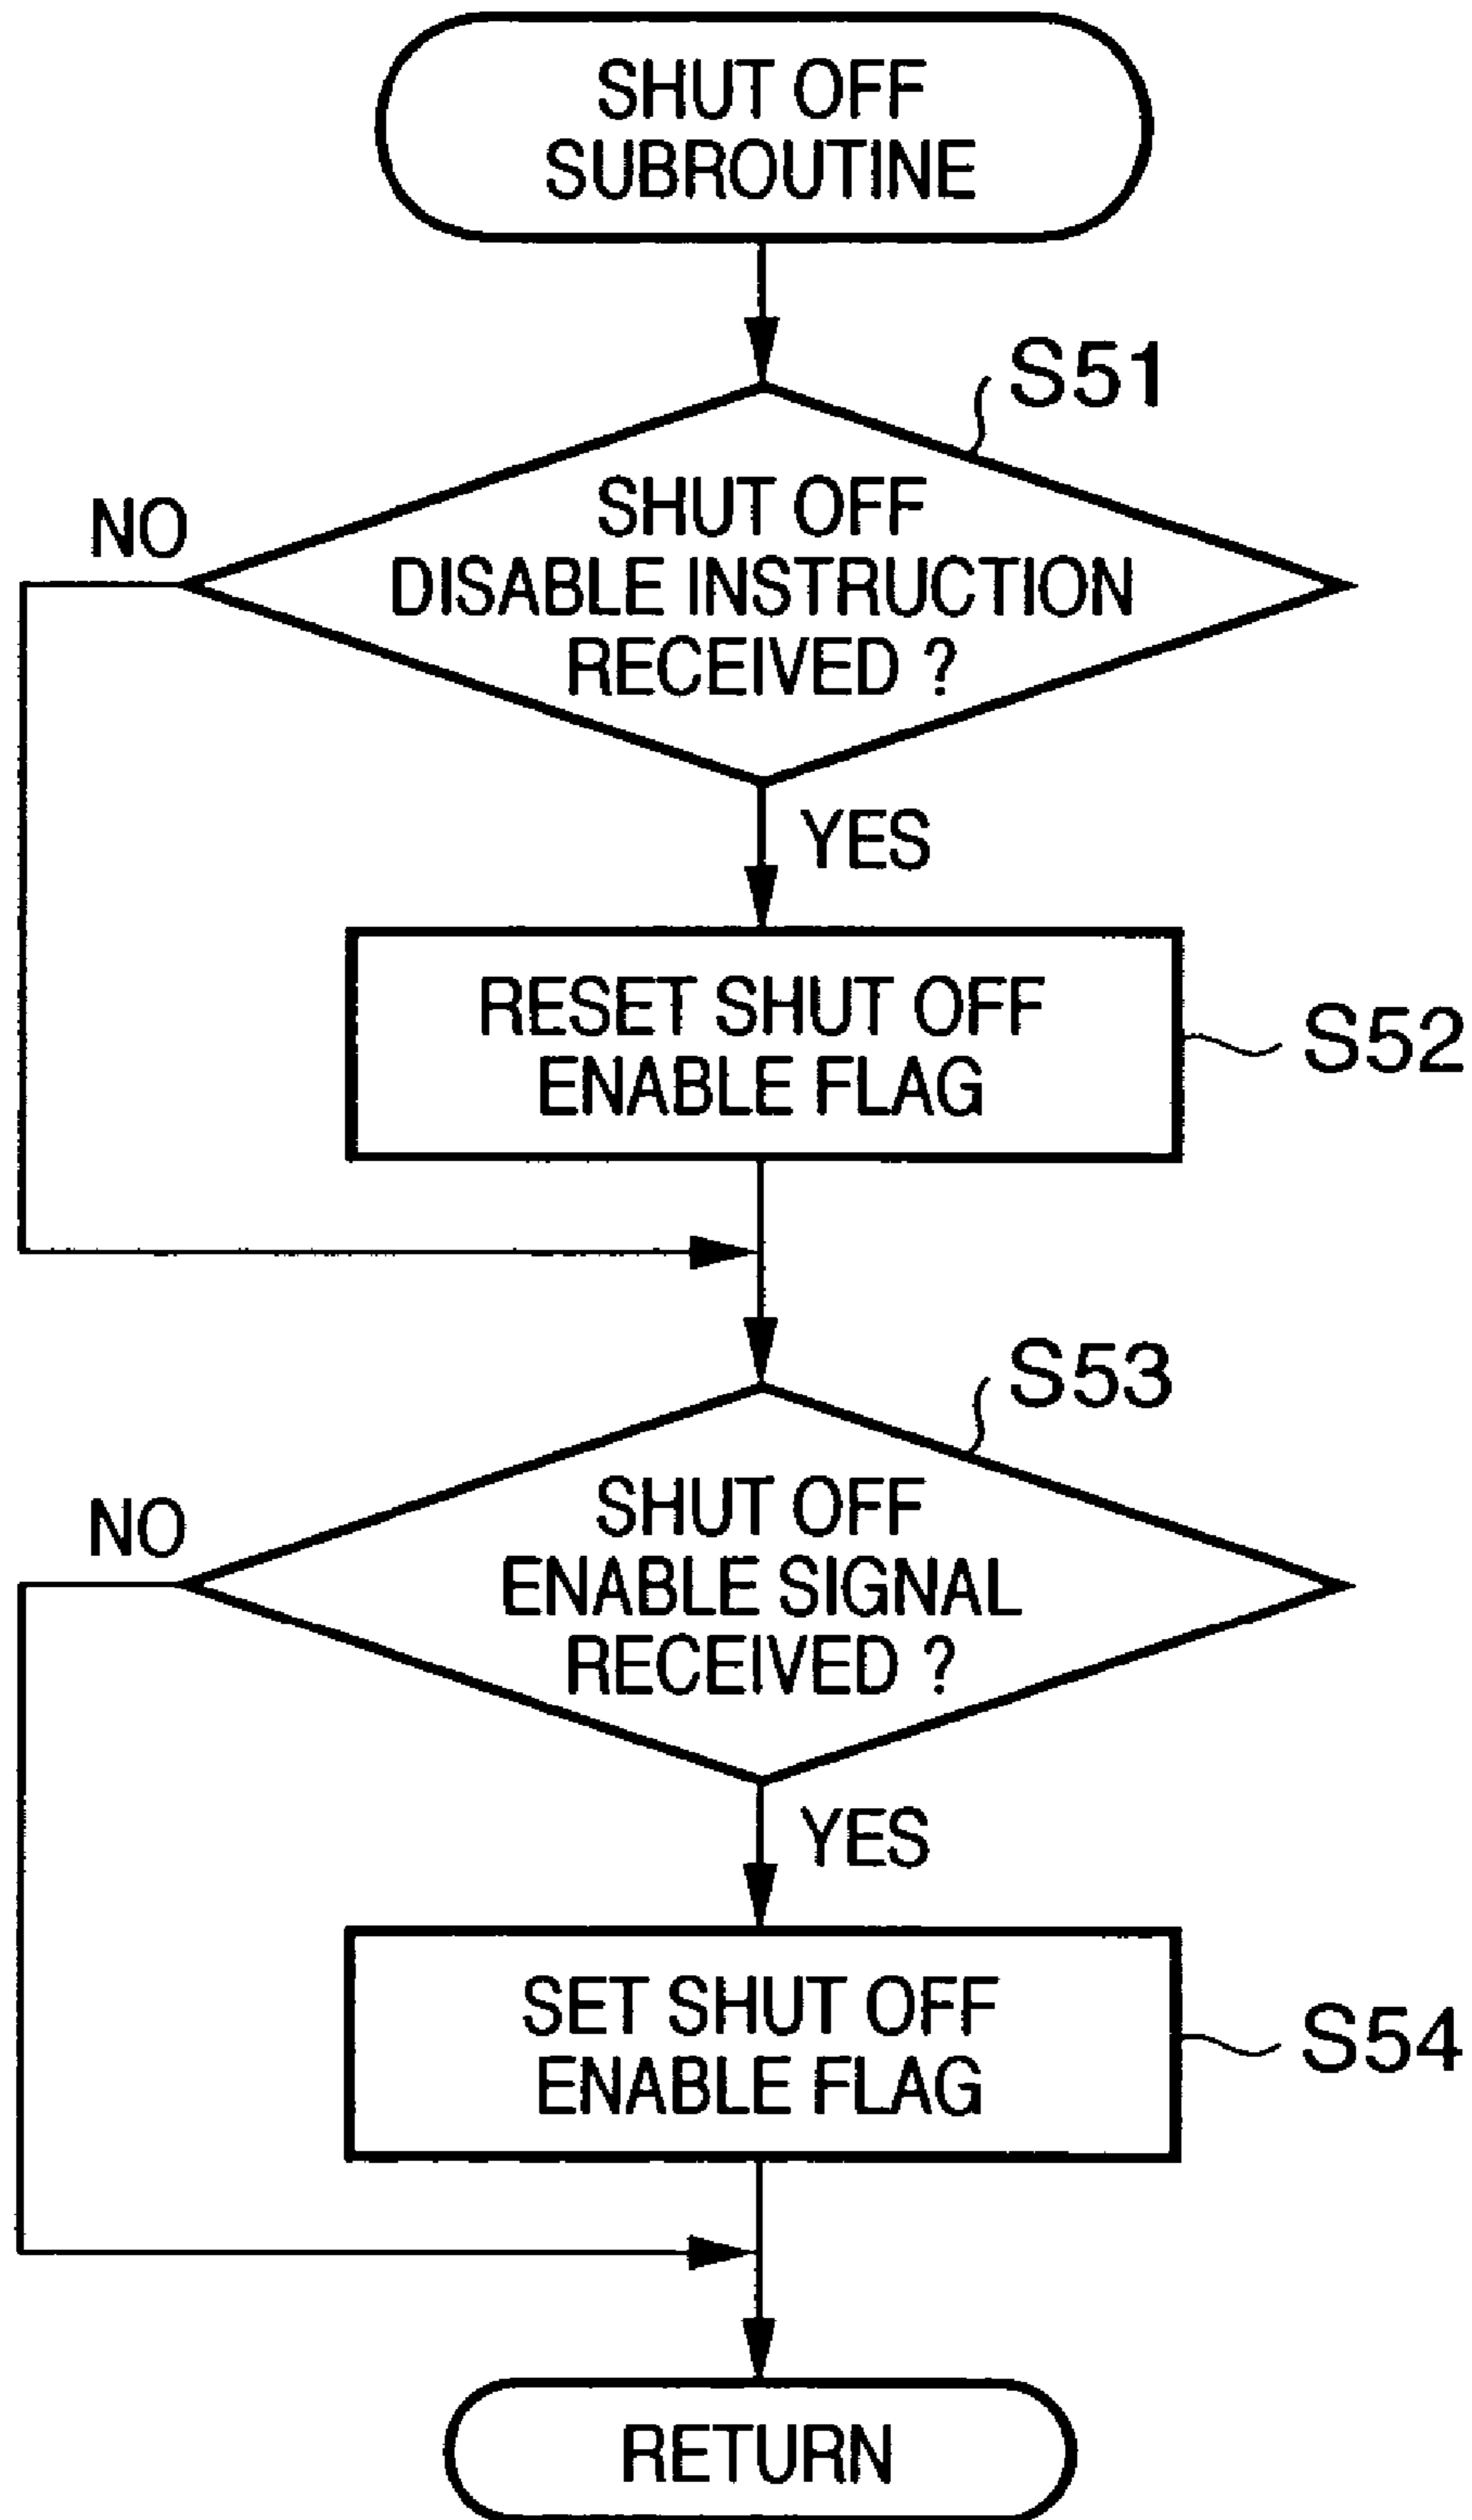 SHUT OFF
SUBROUTINE
S51
SHUT OFF
DISABLE INSTRUCTION
RECEIVED ?
NO
YES
RESET SHUT OFF
ENABLE FLAG
S52
S53
SHUT OFF
ENABLE SIGNAL
RECEIVED ?
NO
YES
SET SHUT OFF
ENABLE FLAG
S54
RETURN